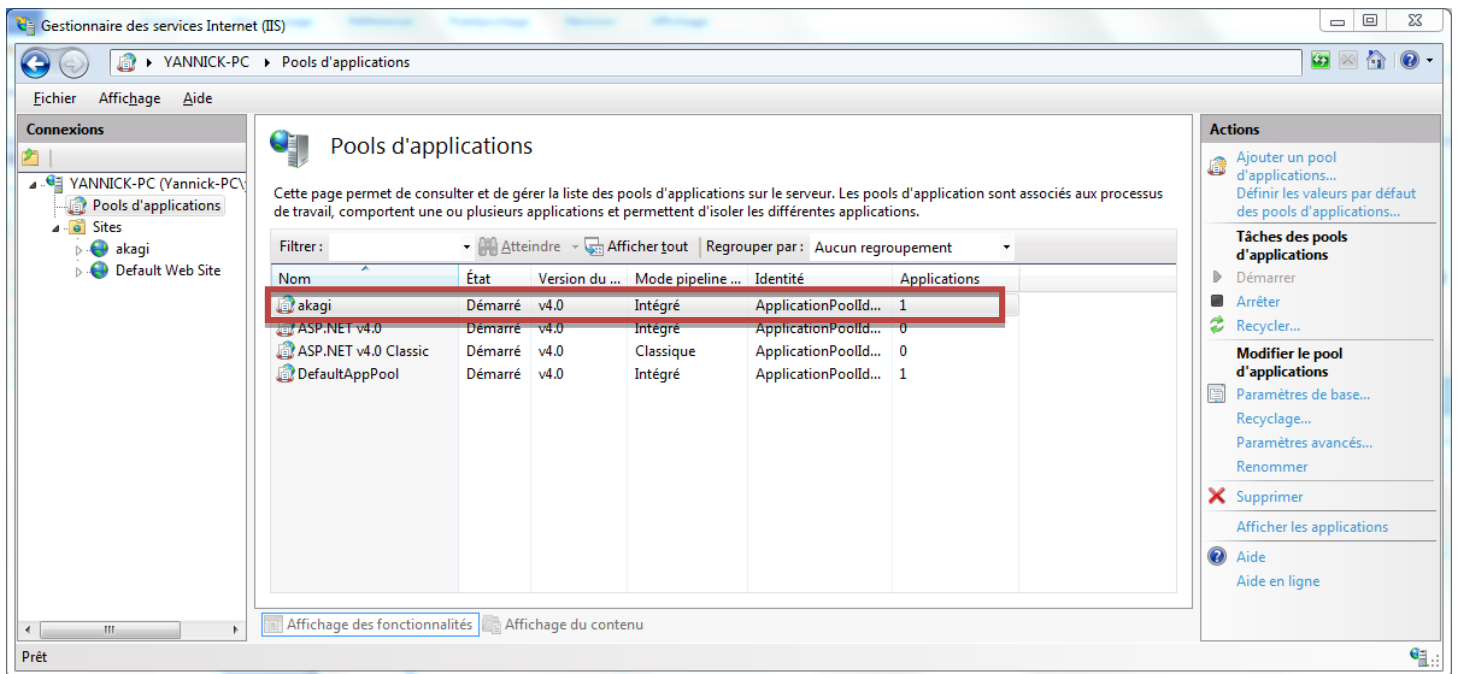 Gestionnaire des services Internet (IIS)
YANNICK-PC Pools d'applications
Fichier Affichage Aide
Connexions
YANNICK-PC (Yannick-PC\
Pools d'applications
Sites
akagi
Default Web Site
Pools d'applications
Cette page permet de consulter et de gérer la liste des pools d'applications sur le serveur. Les pools d'application sont associés aux processus
de travail, comportent une ou plusieurs applications et permettent d'isoler les différentes applications.
Filtrer : Atteindre Afficher tout Regrouper par : Aucun regroupement
Nom État Version du ... Mode pipeline ... Identité Applications
akagi Démarré v4.0 Intégré ApplicationPoolId... 1
ASP.NET v4.0 Démarré v4.0 Intégré ApplicationPoolId... 0
ASP.NET v4.0 Classic Démarré v4.0 Classique ApplicationPoolId... 0
DefaultAppPool Démarré v4.0 Intégré ApplicationPoolId... 1
Affichage des fonctionnalités Affichage du contenu
Actions
Ajouter un pool
d'applications...
Définir les valeurs par défaut
des pools d'applications...
Tâches des pools
d'applications
Démarrer
Arrêter
Recycler...
Modifier le pool
d'applications
Paramètres de base...
Recyclage...
Paramètres avancés...
Renommer
Supprimer
Afficher les applications
Aide
Aide en ligne
Prêt